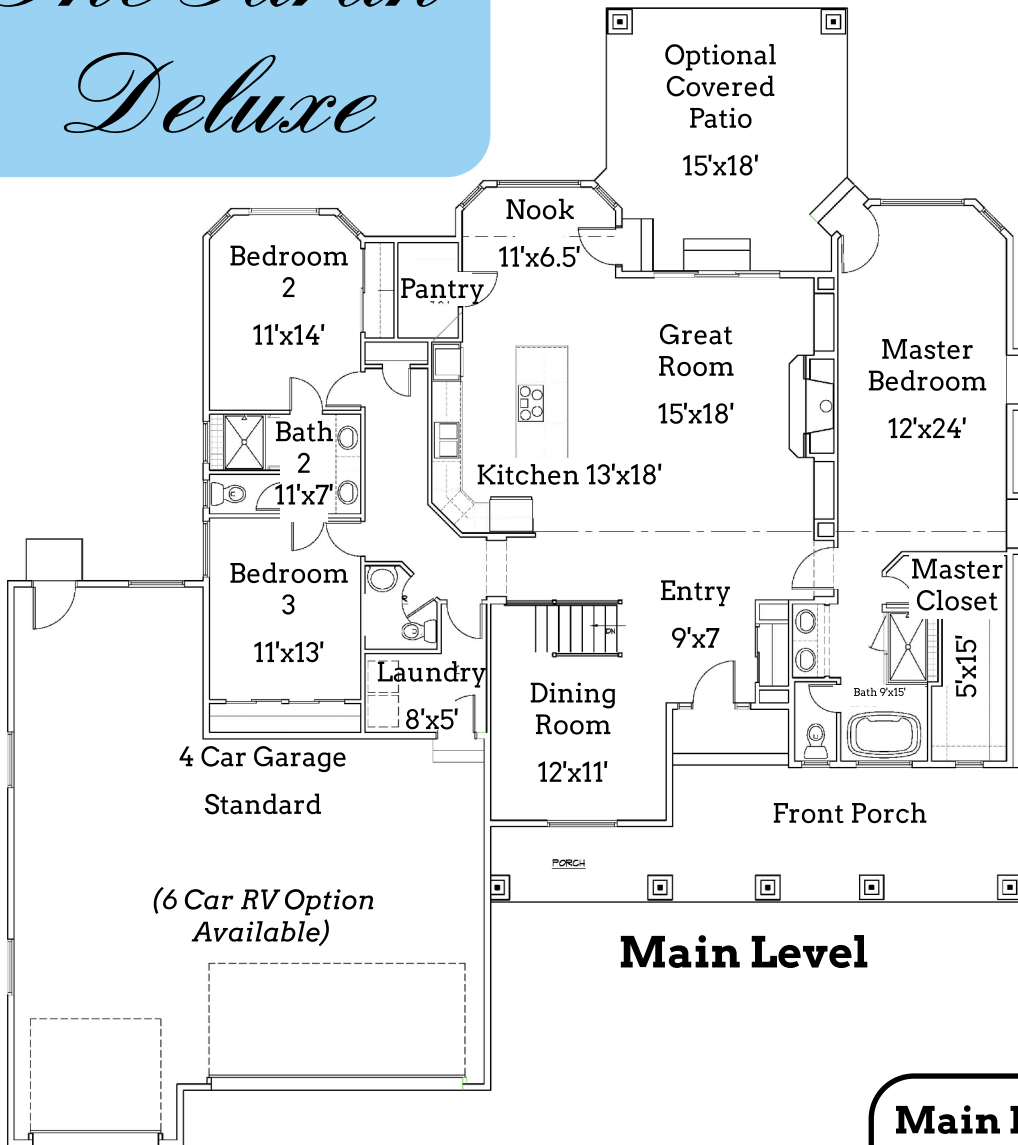 Deluxe
Optional
Covered
Patio
15'x18'
Nook
11'x6.5'
Bedroom
2
11'x14'
Pantry
Great
Room
15'x18'
Master
Bedroom
12'x24'
Bath
2
11'x7'
Kitchen 13'x18'
Bedroom
3
11'x13'
Entry
9'x7
DN
Master
Closet
5'x15'
Laundry
8'x5'
Dining
Room
12'x11'
Bath 9'x15'
4 Car Garage
Standard
Front Porch
PORCH
(6 Car RV Option
Available)
Main Level
Main